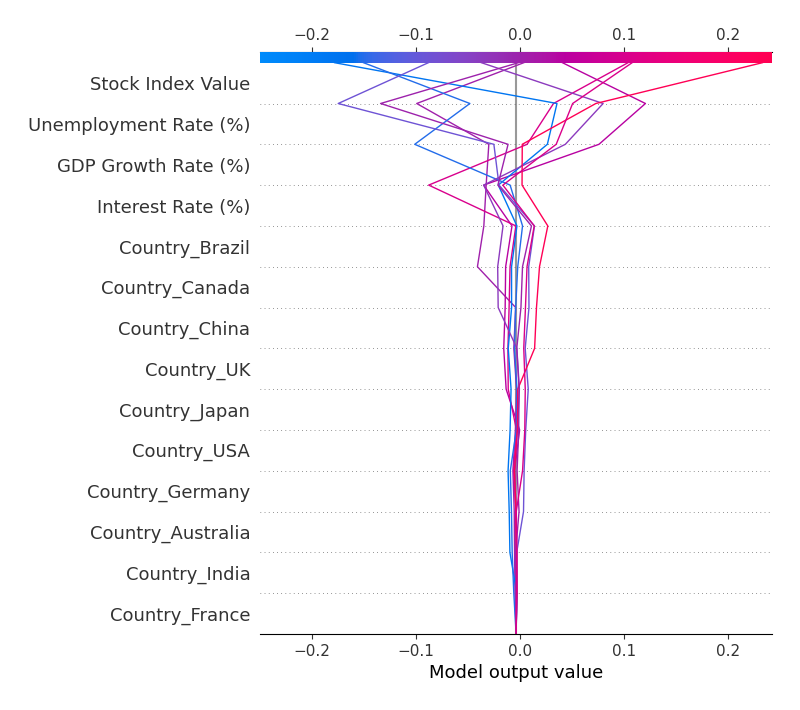 −0.2 −0.1 0.0 0.1 0.2
Stock Index Value
Unemployment Rate (%)
GDP Growth Rate (%)
Interest Rate (%)
Country_Brazil
Country_Canada
Country_China
Country_UK
Country_Japan
Country_USA
Country_Germany
Country_Australia
Country_India
Country_France
−0.2 −0.1 0.0 0.1 0.2
Model output value